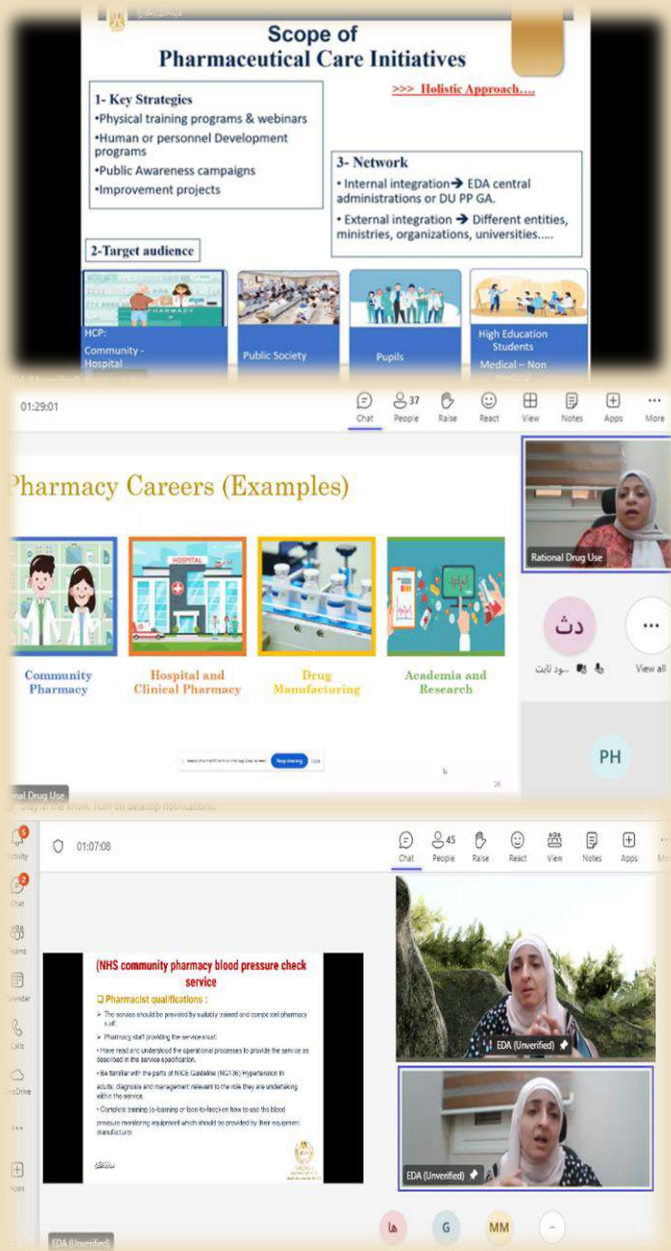 Scope of
Pharmaceutical Care Initiatives
>>> Holistic Approach....
1- Key Strategies
•Physical training programs & webinars
•Human or personnel Development
programs
•Public Awareness campaigns
•Improvement projects
3- Network
• Internal integration➔ EDA central
administrations or DU PP GA.
• External integration ➔ Different entities,
ministries, organizations, universities.....
2-Target audience
PHARMACY
HCP:
Community -
Hospital
Public Society
Pupils
High Education
Students
Medical – Non
01:29:01
37
Chat People Raise React View Notes Apps More
Pharmacy Careers (Examples)
HOSPITAL
Community
Pharmacy
Hospital and
Clinical Pharmacy
Drug
Manufacturing
Academia and
Research
Rational Drug Use
دث
View all
PH
Stop sharing
Drug Use
01:07:08
5
2
45
Chat People Raise React View Notes Apps
Chat
Calls
Apps
(NHS community pharmacy blood pressure check
service
❑ Pharmacist qualifications :
➢ The service should be provided by suitably trained and competent pharmacy
staff.
➢ Pharmacy staff providing the service must:
• Have read and understood the operational processes to provide the service as
described in the service specification.
• Be familiar with the parts of NICE Guideline (NG136) Hypertension in
adults: diagnosis and management relevant to the role they are undertaking
within the service.
• Complete training (e-learning or face-to-face) on how to use the blood
pressure monitoring equipment which should be provided by their equipment
manufacturer.
EDA (Unverified)
EDA (Unverified)
ها
G
MM
EDA (Unverified)